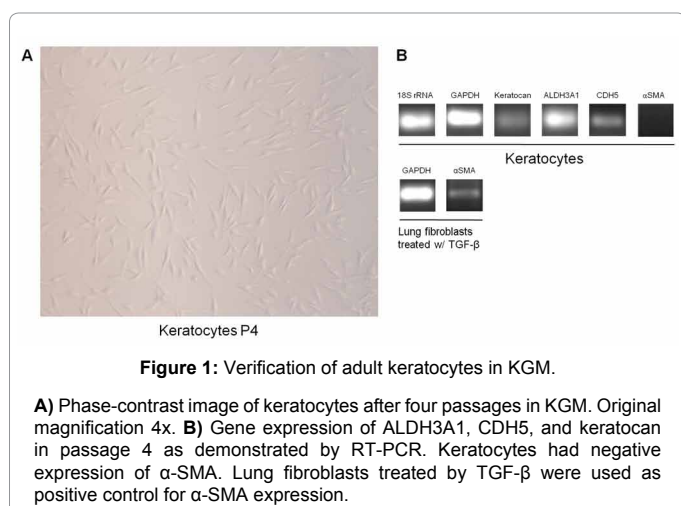 A
B
18S rRNA GAPDH Keratocan ALDH3A1 CDH5 αSMA
Keratocytes
GAPDH αSMA
Lung fibroblasts
treated w/ TGF-β
Keratocytes P4
Figure 1: Verification of adult keratocytes in KGM.
A) Phase-contrast image of keratocytes after four passages in KGM. Original
magnification 4x. B) Gene expression of ALDH3A1, CDH5, and keratocan
in passage 4 as demonstrated by RT-PCR. Keratocytes had negative
expression of α-SMA. Lung fibroblasts treated by TGF-β were used as
positive control for α-SMA expression.